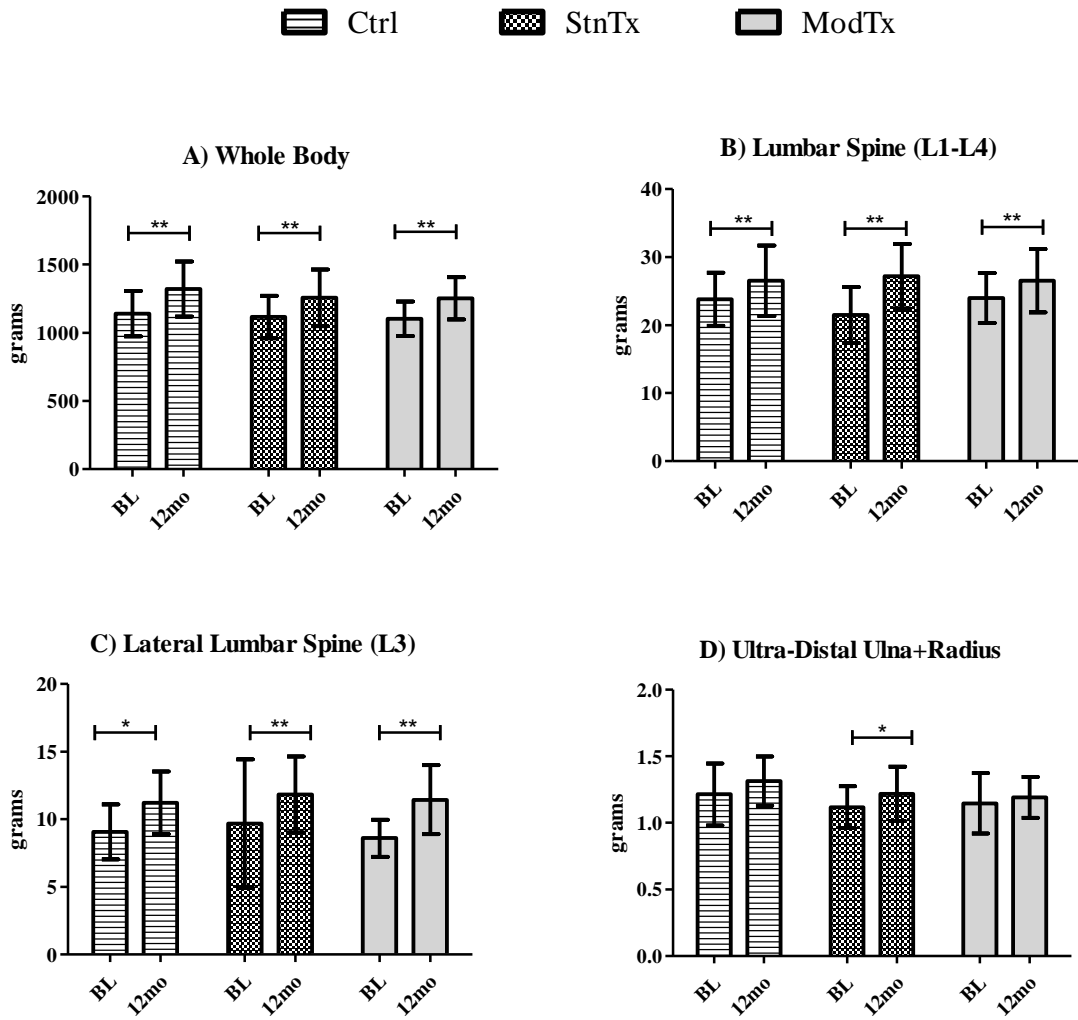 Ctrl StnTx ModTx
A) Whole Body
2000
1500
1000
500
0
grams
** ** **
BL 12mo BL 12mo BL 12mo
B) Lumbar Spine (L1-L4)
40
30
20
10
0
grams
** ** **
BL 12mo BL 12mo BL 12mo
C) Lateral Lumbar Spine (L3)
20
15
10
5
0
grams
* ** **
BL 12mo BL 12mo BL 12mo
D) Ultra-Distal Ulna+Radius
2.0
1.5
1.0
0.5
0.0
grams
*
BL 12mo BL 12mo BL 12mo